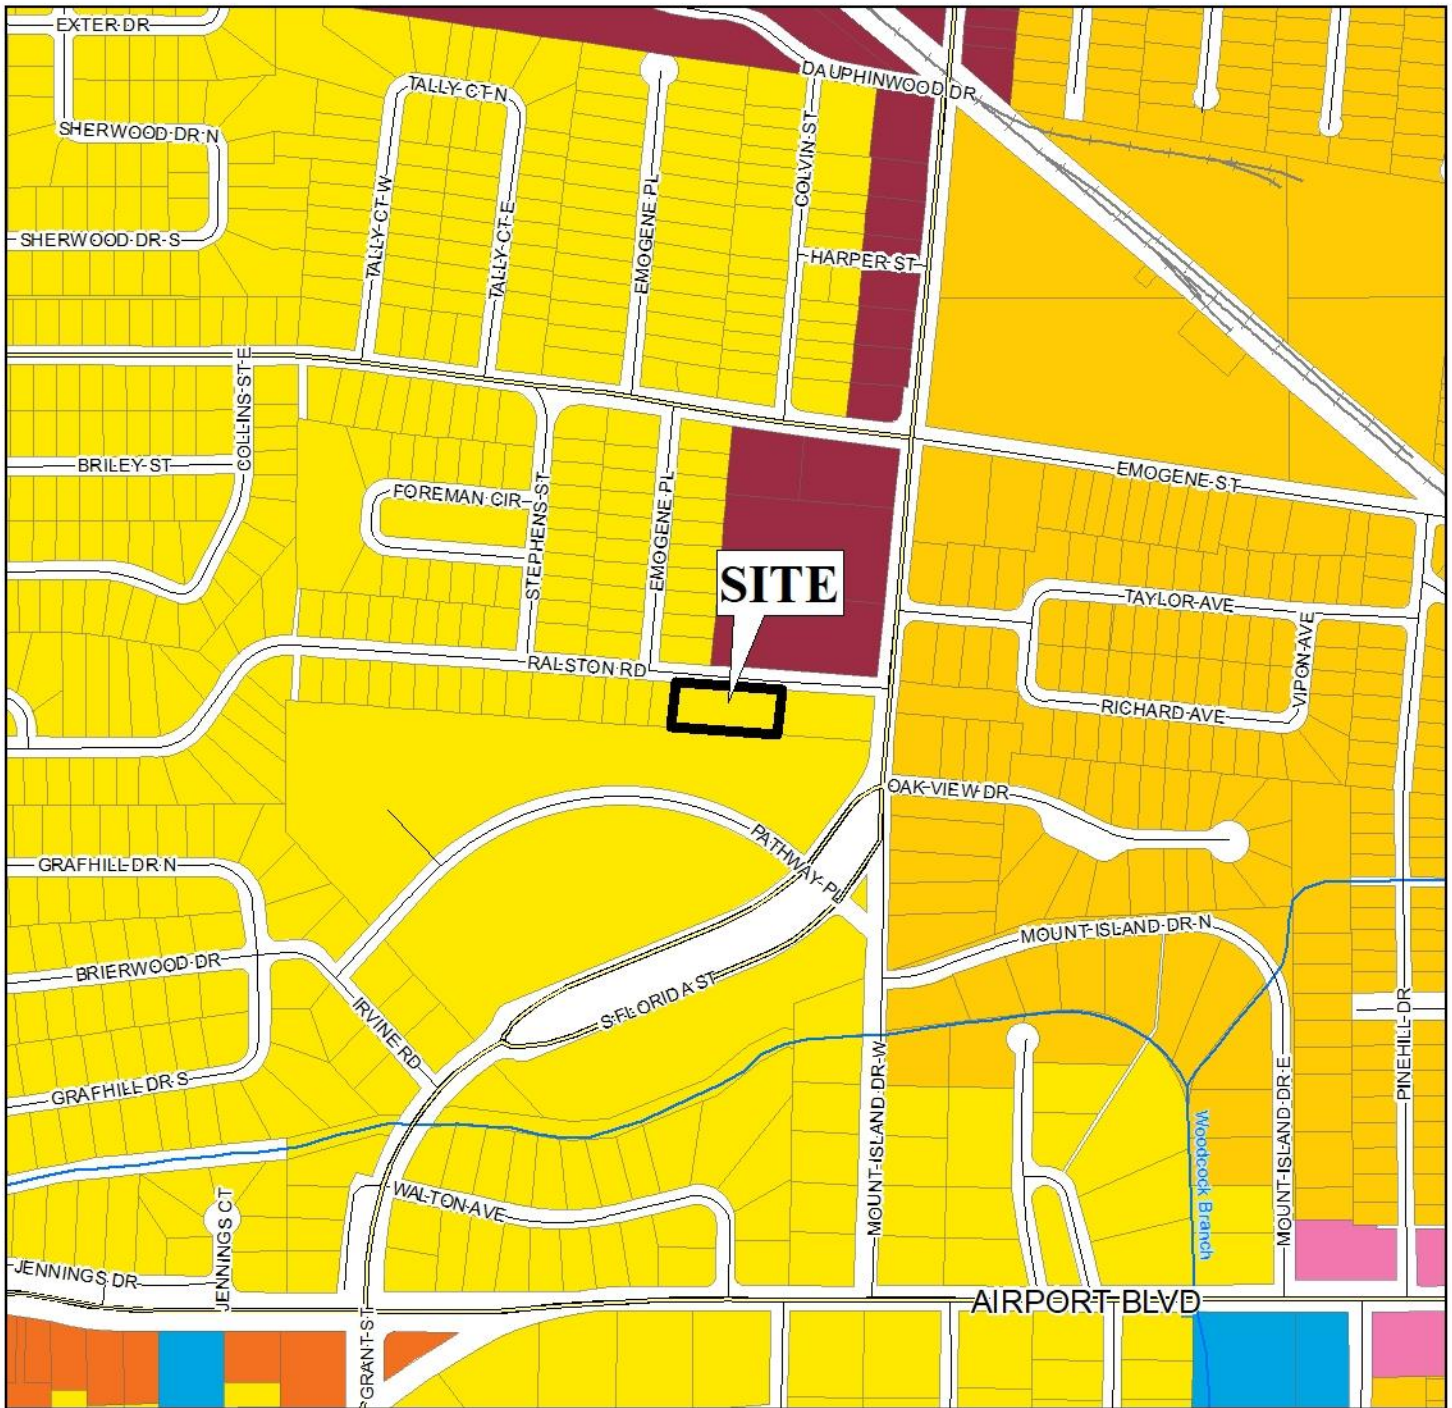 EXTER DR
DAUPHINWOOD DR
TALLY CT N
SHERWOOD DR N
COLVIN ST
TALLY CT W
TALLY CT E
EMOGENE PL
SHERWOOD DR S
HARPER ST
COLLINS ST E
BRILEY ST
EMOGENE ST
FOREMAN CIR
STEPHENS ST
EMOGENE PL
SITE
TAYLOR AVE
VIPON AVE
RALSTON RD
RICHARD AVE
OAK VIEW DR
PATHWAY PL
GRAFHILL DR N
MOUNT ISLAND DR N
BRIERWOOD DR
S FLORIDA ST
IRVINE RD
PINEHILL DR
GRAFHILL DR S
MOUNT ISLAND DR W
MOUNT ISLAND DR E
Woodcock Branch
WALTON AVE
JENNINGS CT
JENNINGS DR
AIRPORT BLVD
GRANT ST